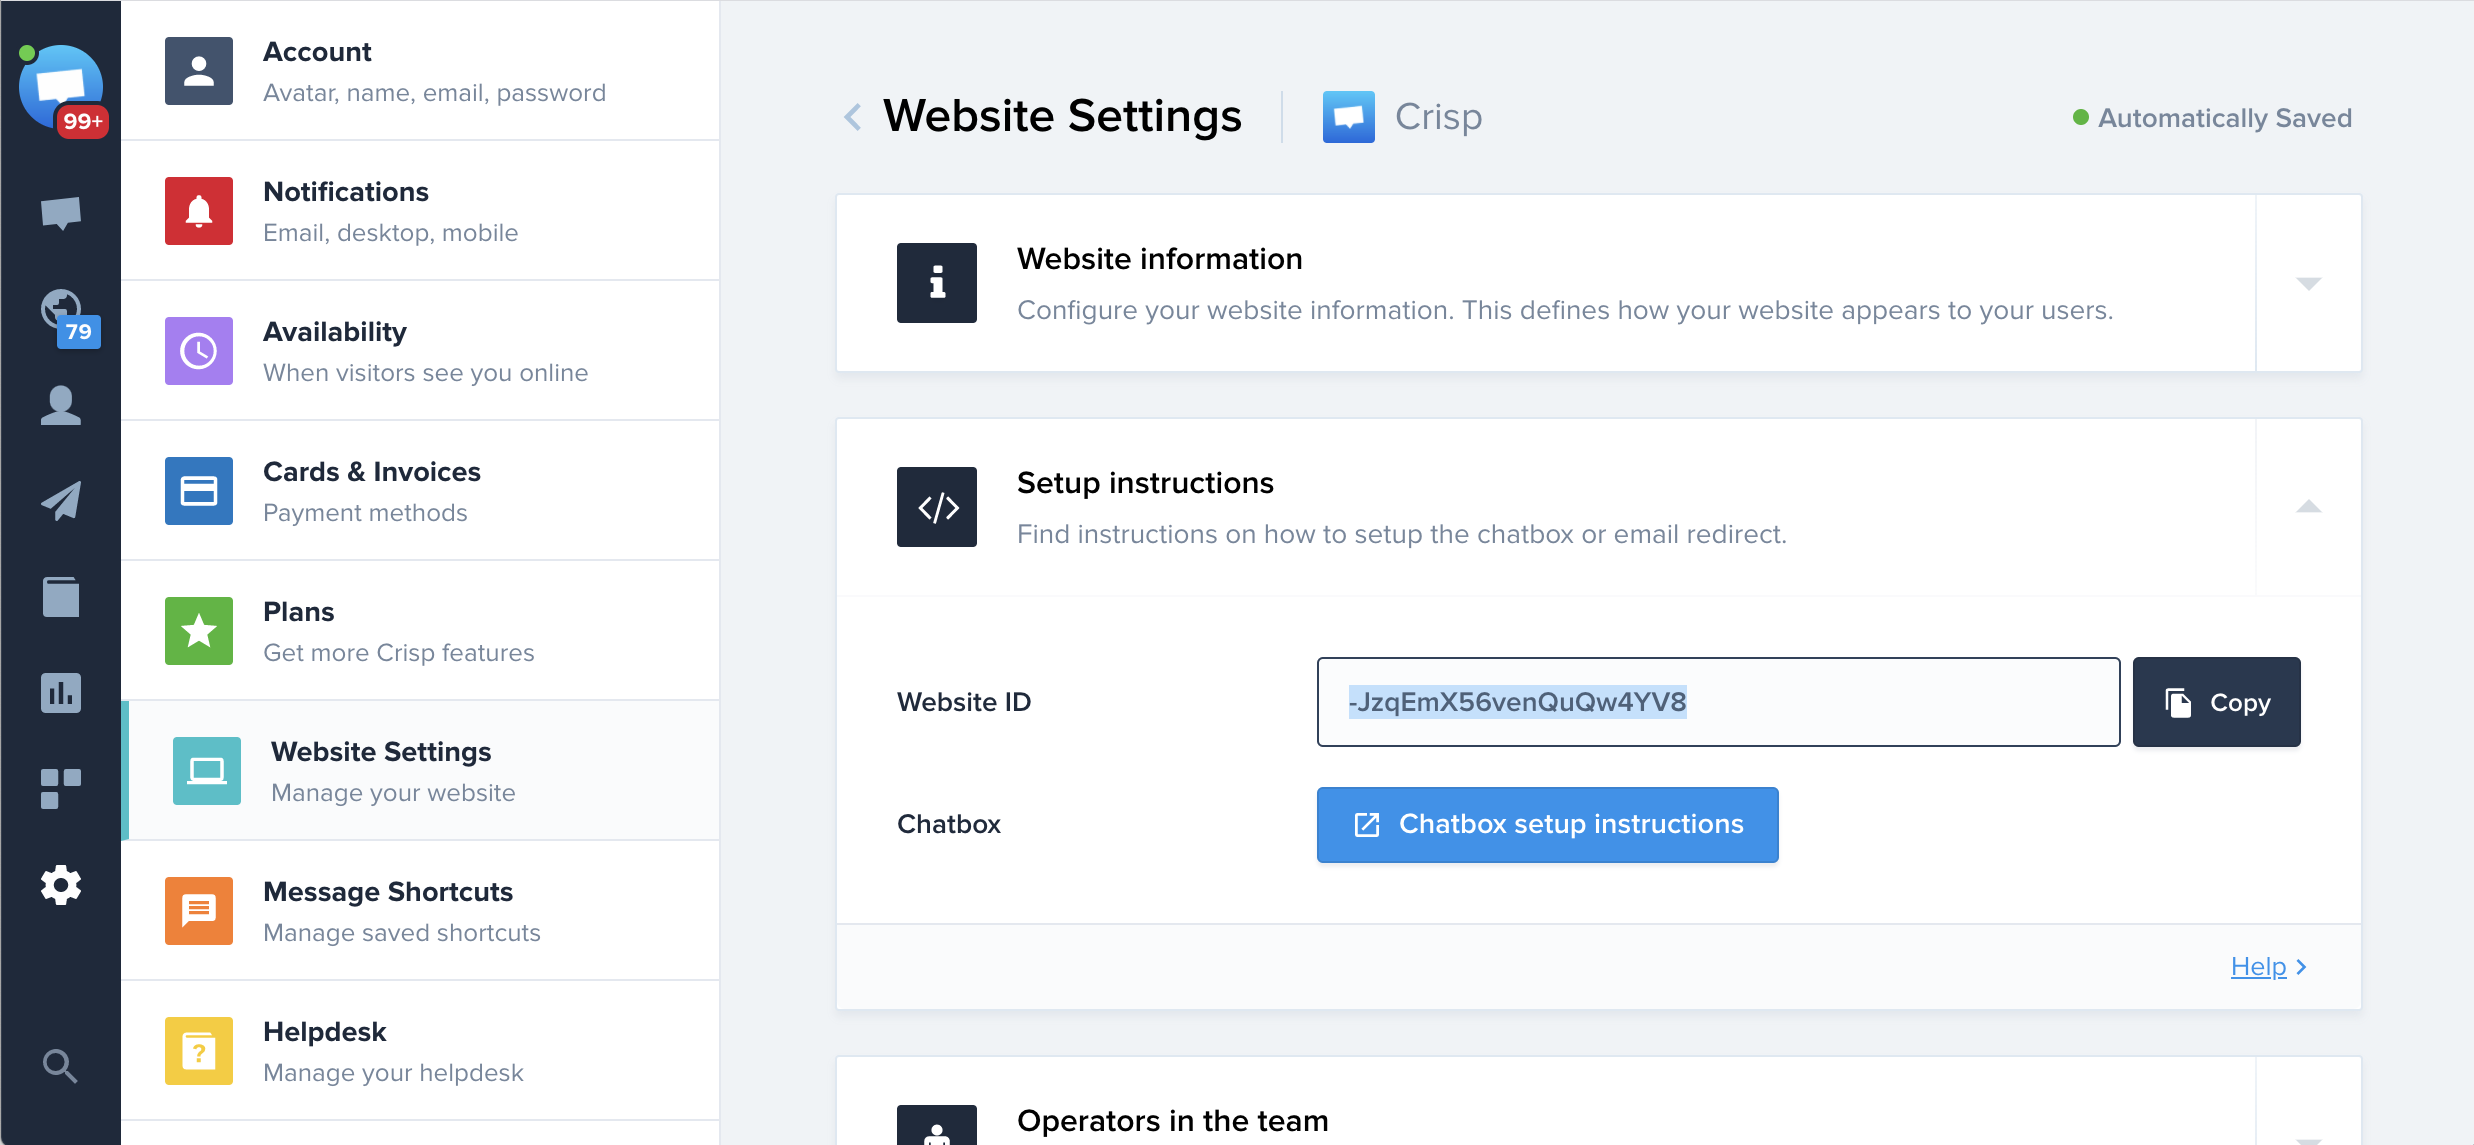 99+
79
Account
Avatar, name, email, password
Notifications
Email, desktop, mobile
Availability
When visitors see you online
Cards & Invoices
Payment methods
Plans
Get more Crisp features
Website Settings
Manage your website
Message Shortcuts
Manage saved shortcuts
Helpdesk
Manage your helpdesk
Website Settings
Crisp
Automatically Saved
Website information
Configure your website information. This defines how your website appears to your users.
Setup instructions
Find instructions on how to setup the chatbox or email redirect.
Website ID
-JzqEmX56venQuQw4YV8
Copy
Chatbox
Chatbox setup instructions
Help
Operators in the team